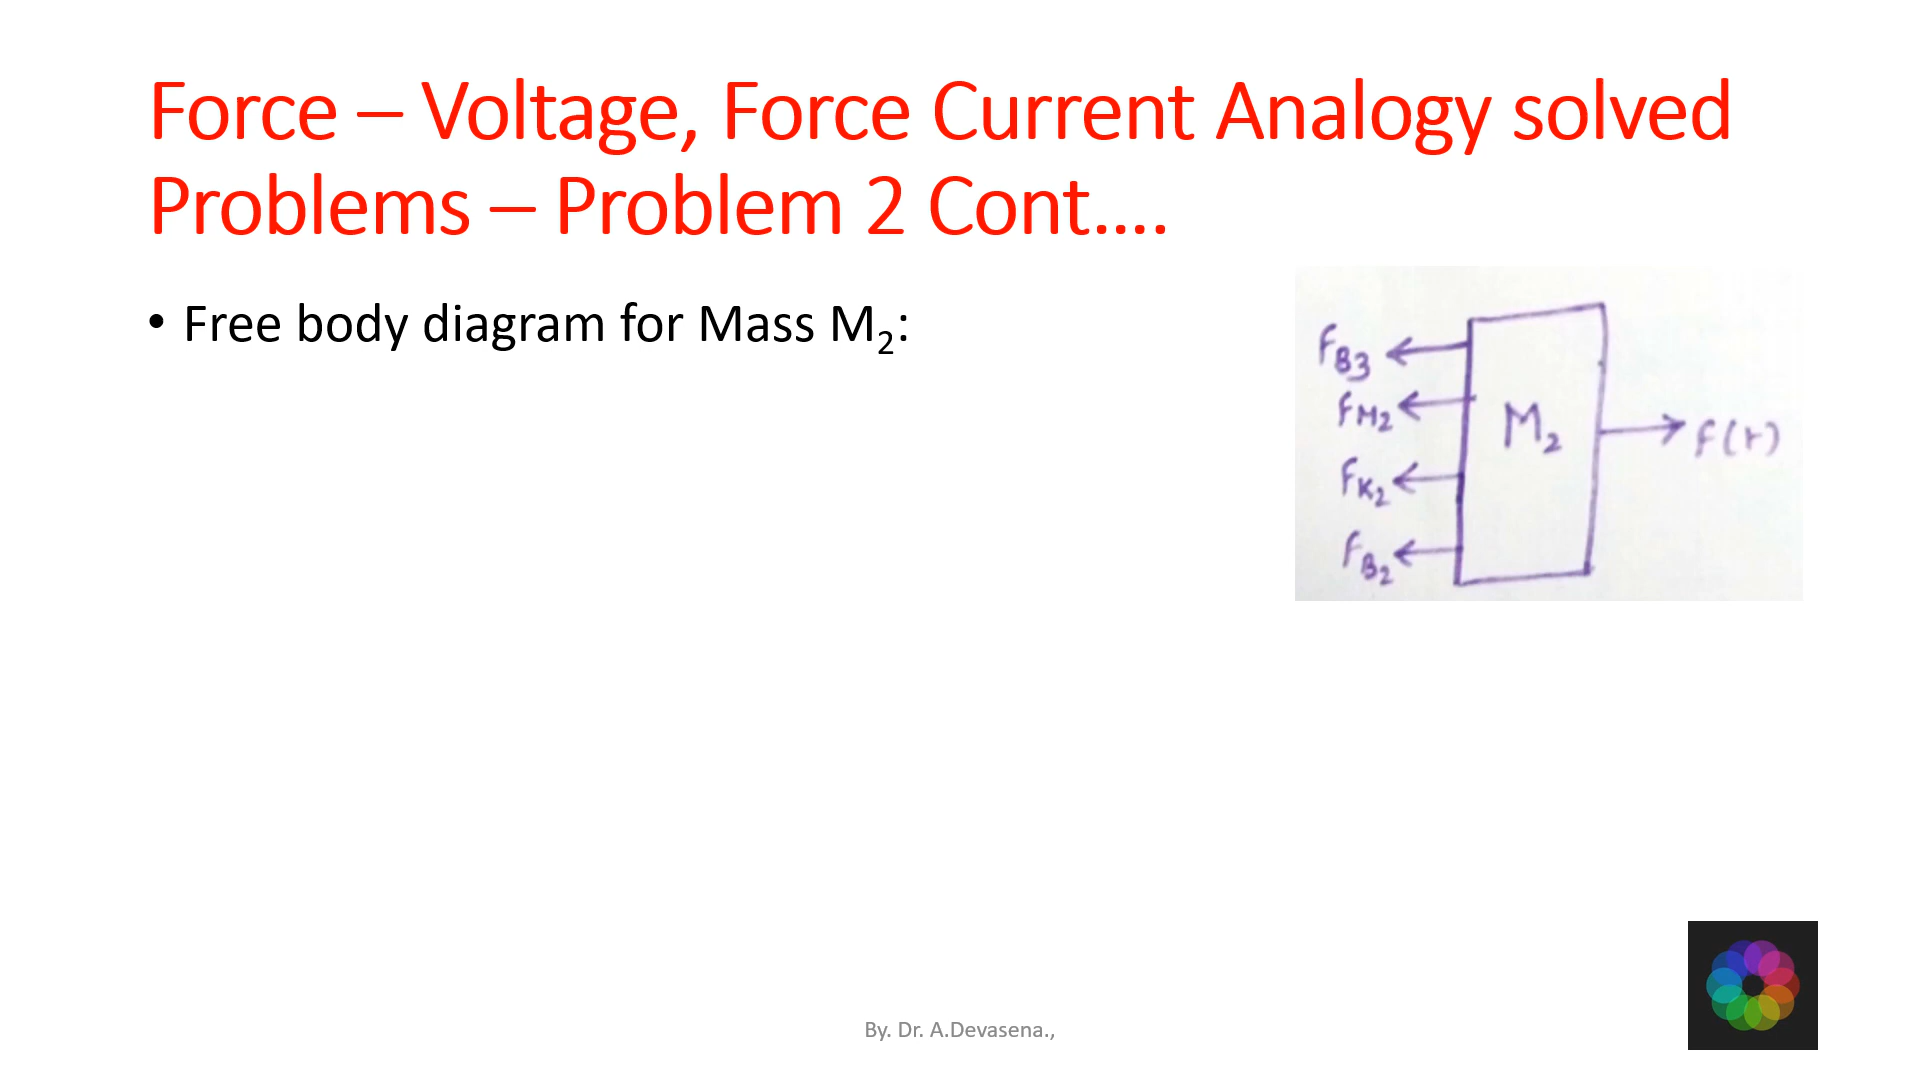 Force – Voltage, Force Current Analogy solved
Problems – Problem 2 Cont....
• Free body diagram for Mass M₂:
FB3
FM2
FK2
FB2
M2
f(t)
By. Dr. A.Devasena.,